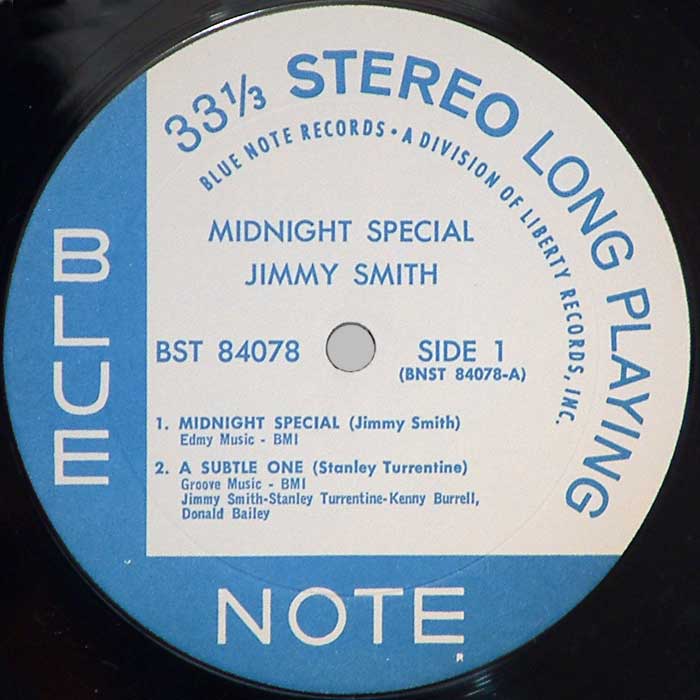 33⅓ STEREO LONG PLAYING
BLUE NOTE RECORDS • A DIVISION OF LIBERTY RECORDS, INC.
MIDNIGHT SPECIAL
JIMMY SMITH
BST 84078
SIDE 1
(BNST 84078-A)
1. MIDNIGHT SPECIAL (Jimmy Smith)
Edmy Music - BMI
2. A SUBTLE ONE (Stanley Turrentine)
Groove Music - BMI
Jimmy Smith-Stanley Turrentine-Kenny Burrell,
Donald Bailey
BLUE
NOTE
R